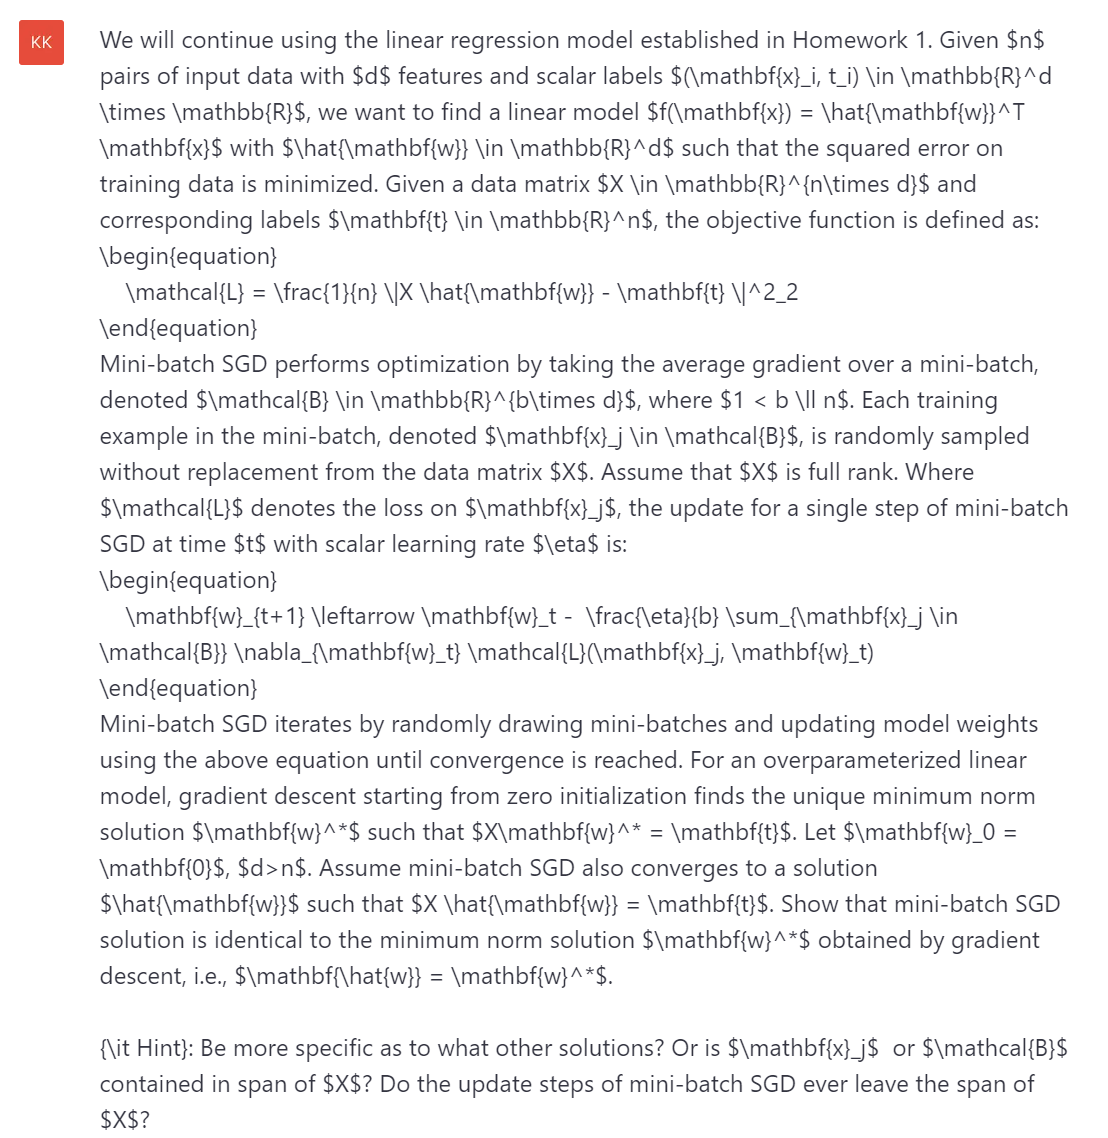 KK
We will continue using the linear regression model established in Homework 1. Given $n$
pairs of input data with $d$ features and scalar labels $(\mathbf{x}_i, t_i) \in \mathbb{R}^d
\times \mathbb{R}$, we want to find a linear model $f(\mathbf{x}) = \hat{\mathbf{w}}^T
\mathbf{x}$ with $\hat{\mathbf{w}} \in \mathbb{R}^d$ such that the squared error on
training data is minimized. Given a data matrix $X \in \mathbb{R}^{n\times d}$ and
corresponding labels $\mathbf{t} \in \mathbb{R}^n$, the objective function is defined as:
\begin{equation}
    \mathcal{L} = \frac{1}{n} \|X \hat{\mathbf{w}} - \mathbf{t} \|^2_2
\end{equation}
Mini-batch SGD performs optimization by taking the average gradient over a mini-batch,
denoted $\mathcal{B} \in \mathbb{R}^{b\times d}$, where $1 < b \ll n$. Each training
example in the mini-batch, denoted $\mathbf{x}_j \in \mathcal{B}$, is randomly sampled
without replacement from the data matrix $X$. Assume that $X$ is full rank. Where
$\mathcal{L}$ denotes the loss on $\mathbf{x}_j$, the update for a single step of mini-batch
SGD at time $t$ with scalar learning rate $\eta$ is:
\begin{equation}
    \mathbf{w}_{t+1} \leftarrow \mathbf{w}_t -  \frac{\eta}{b} \sum_{\mathbf{x}_j \in
\mathcal{B}} \nabla_{\mathbf{w}_t} \mathcal{L}(\mathbf{x}_j, \mathbf{w}_t)
\end{equation}
Mini-batch SGD iterates by randomly drawing mini-batches and updating model weights
using the above equation until convergence is reached. For an overparameterized linear
model, gradient descent starting from zero initialization finds the unique minimum norm
solution $\mathbf{w}^*$ such that $X\mathbf{w}^* = \mathbf{t}$. Let $\mathbf{w}_0 =
\mathbf{0}$, $d>n$. Assume mini-batch SGD also converges to a solution
$\hat{\mathbf{w}}$ such that $X \hat{\mathbf{w}} = \mathbf{t}$. Show that mini-batch SGD
solution is identical to the minimum norm solution $\mathbf{w}^*$ obtained by gradient
descent, i.e., $\mathbf{\hat{w}} = \mathbf{w}^*$.
{\it Hint}: Be more specific as to what other solutions? Or is $\mathbf{x}_j$  or $\mathcal{B}$
contained in span of $X$? Do the update steps of mini-batch SGD ever leave the span of
$X$?